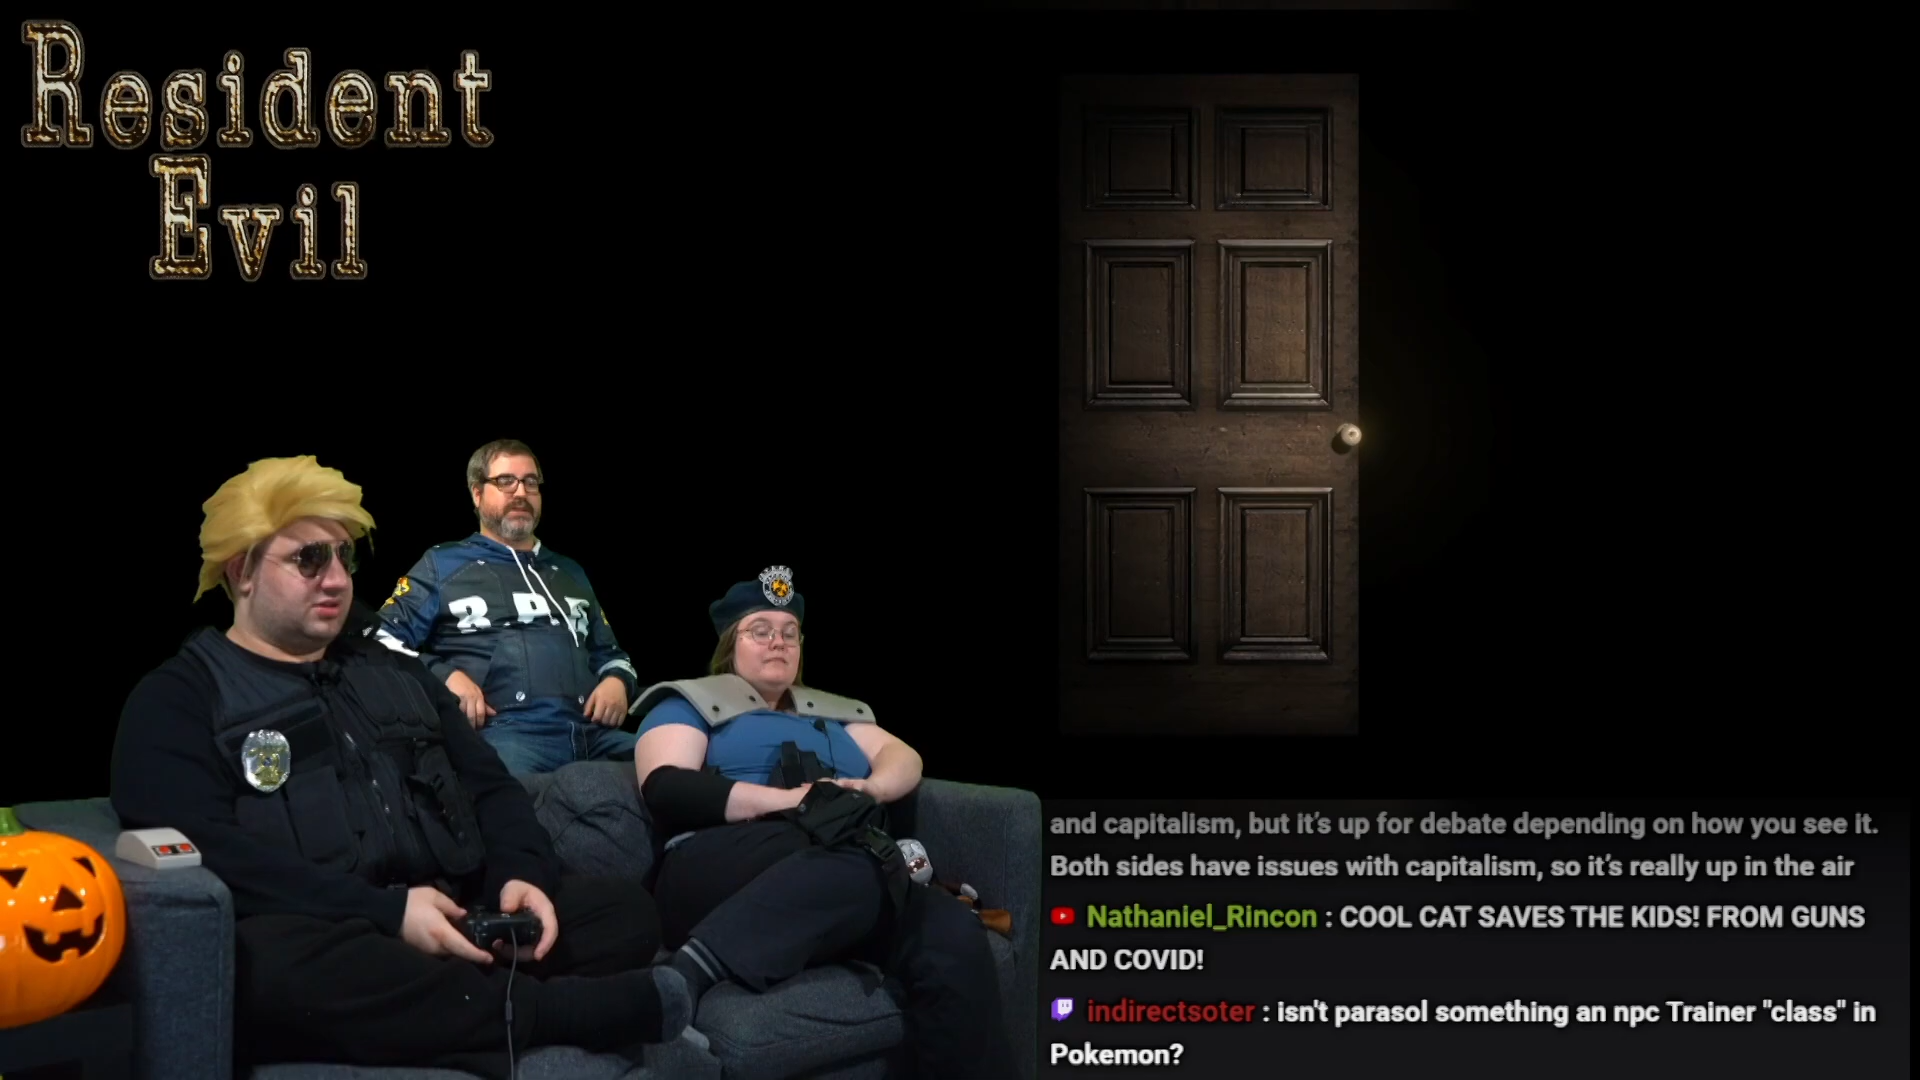 Resident
Evil
R.P.D.
S.T.A.R.S.
and capitalism, but it's up for debate depending on how you see it.
Both sides have issues with capitalism, so it's really up in the air
Nathaniel_Rincon : COOL CAT SAVES THE KIDS! FROM GUNS
AND COVID!
indirectsoter : isn't parasol something an npc Trainer "class" in
Pokemon?